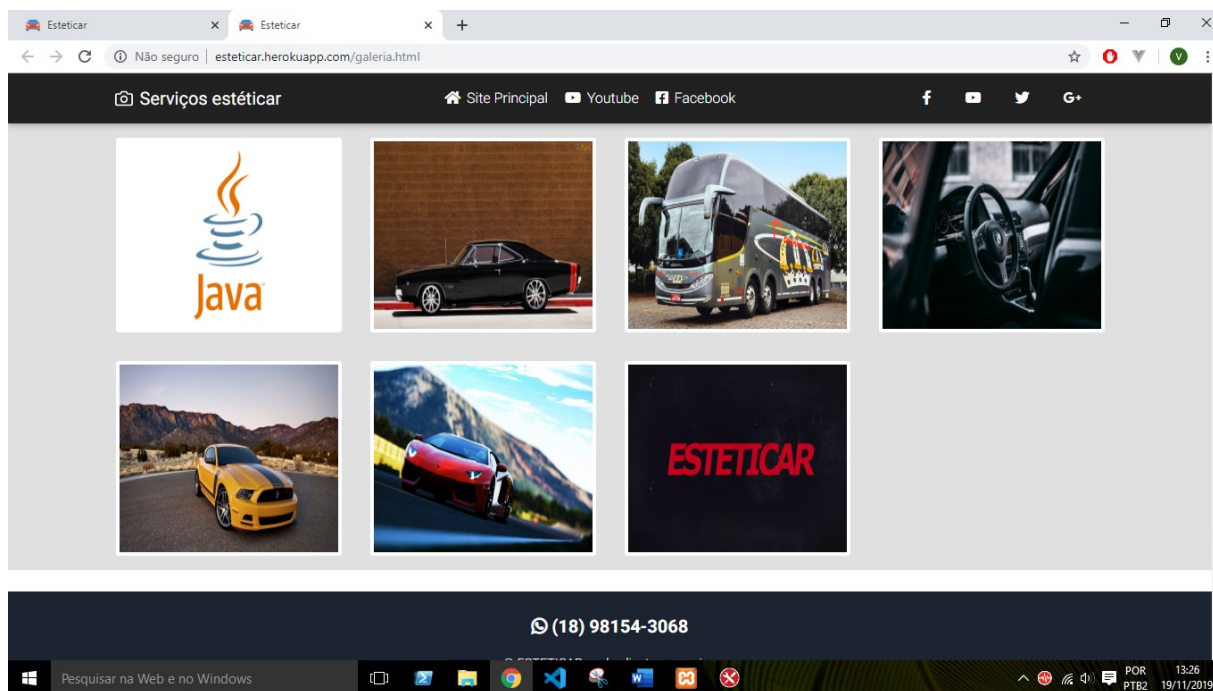 Esteticar
Esteticar
Não seguro | esteticar.herokuapp.com/galeria.html
V
Serviços estéticar
Site Principal
Youtube
Facebook
Java
ESTETICAR
(18) 98154-3068
Pesquisar na Web e no Windows
POR
PTB2
13:26
19/11/2019